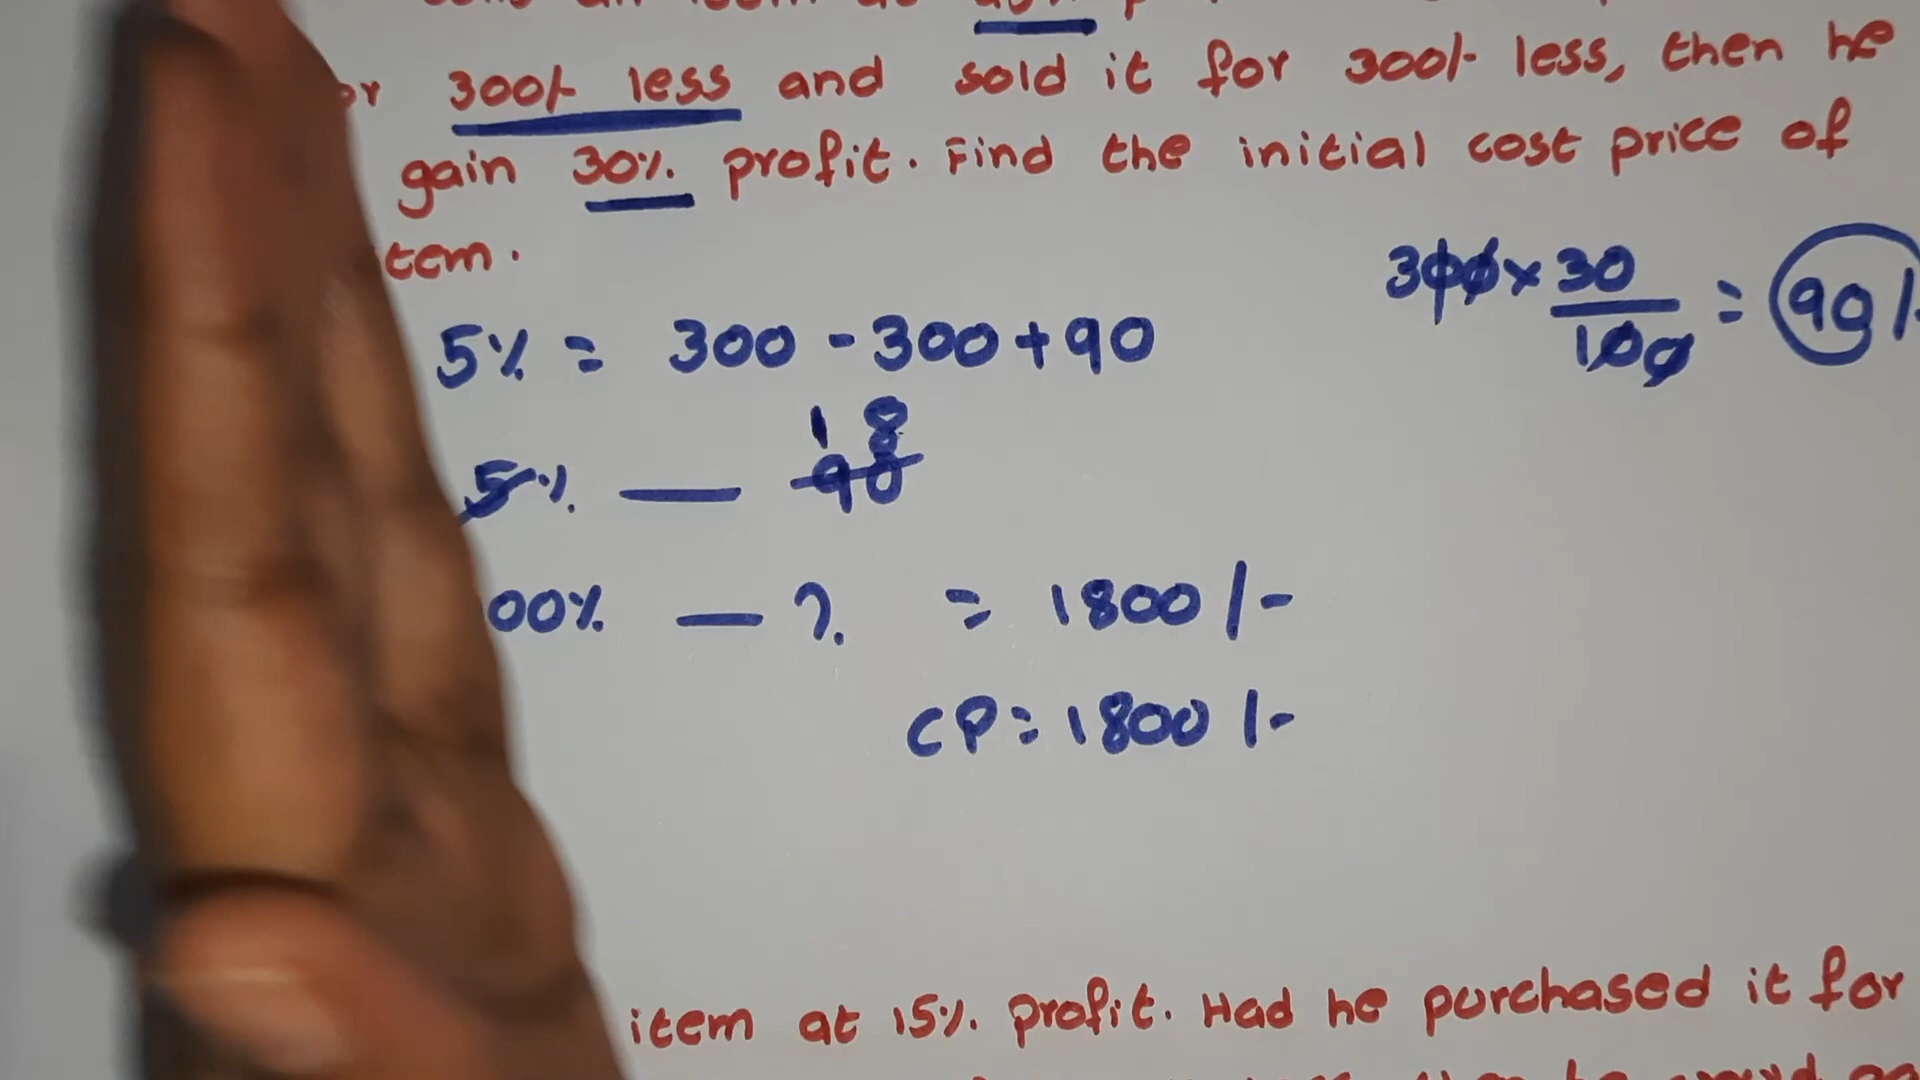 300/- less and sold it for 300/- less, then he
gain 30% profit. Find the initial cost price of
tem.
300 × 30/100 = 90/-
5% = 300 - 300 + 90
18
5% — 90
00% — ? = 1800/-
CP = 1800/-
item at 15% profit. Had he purchased it for